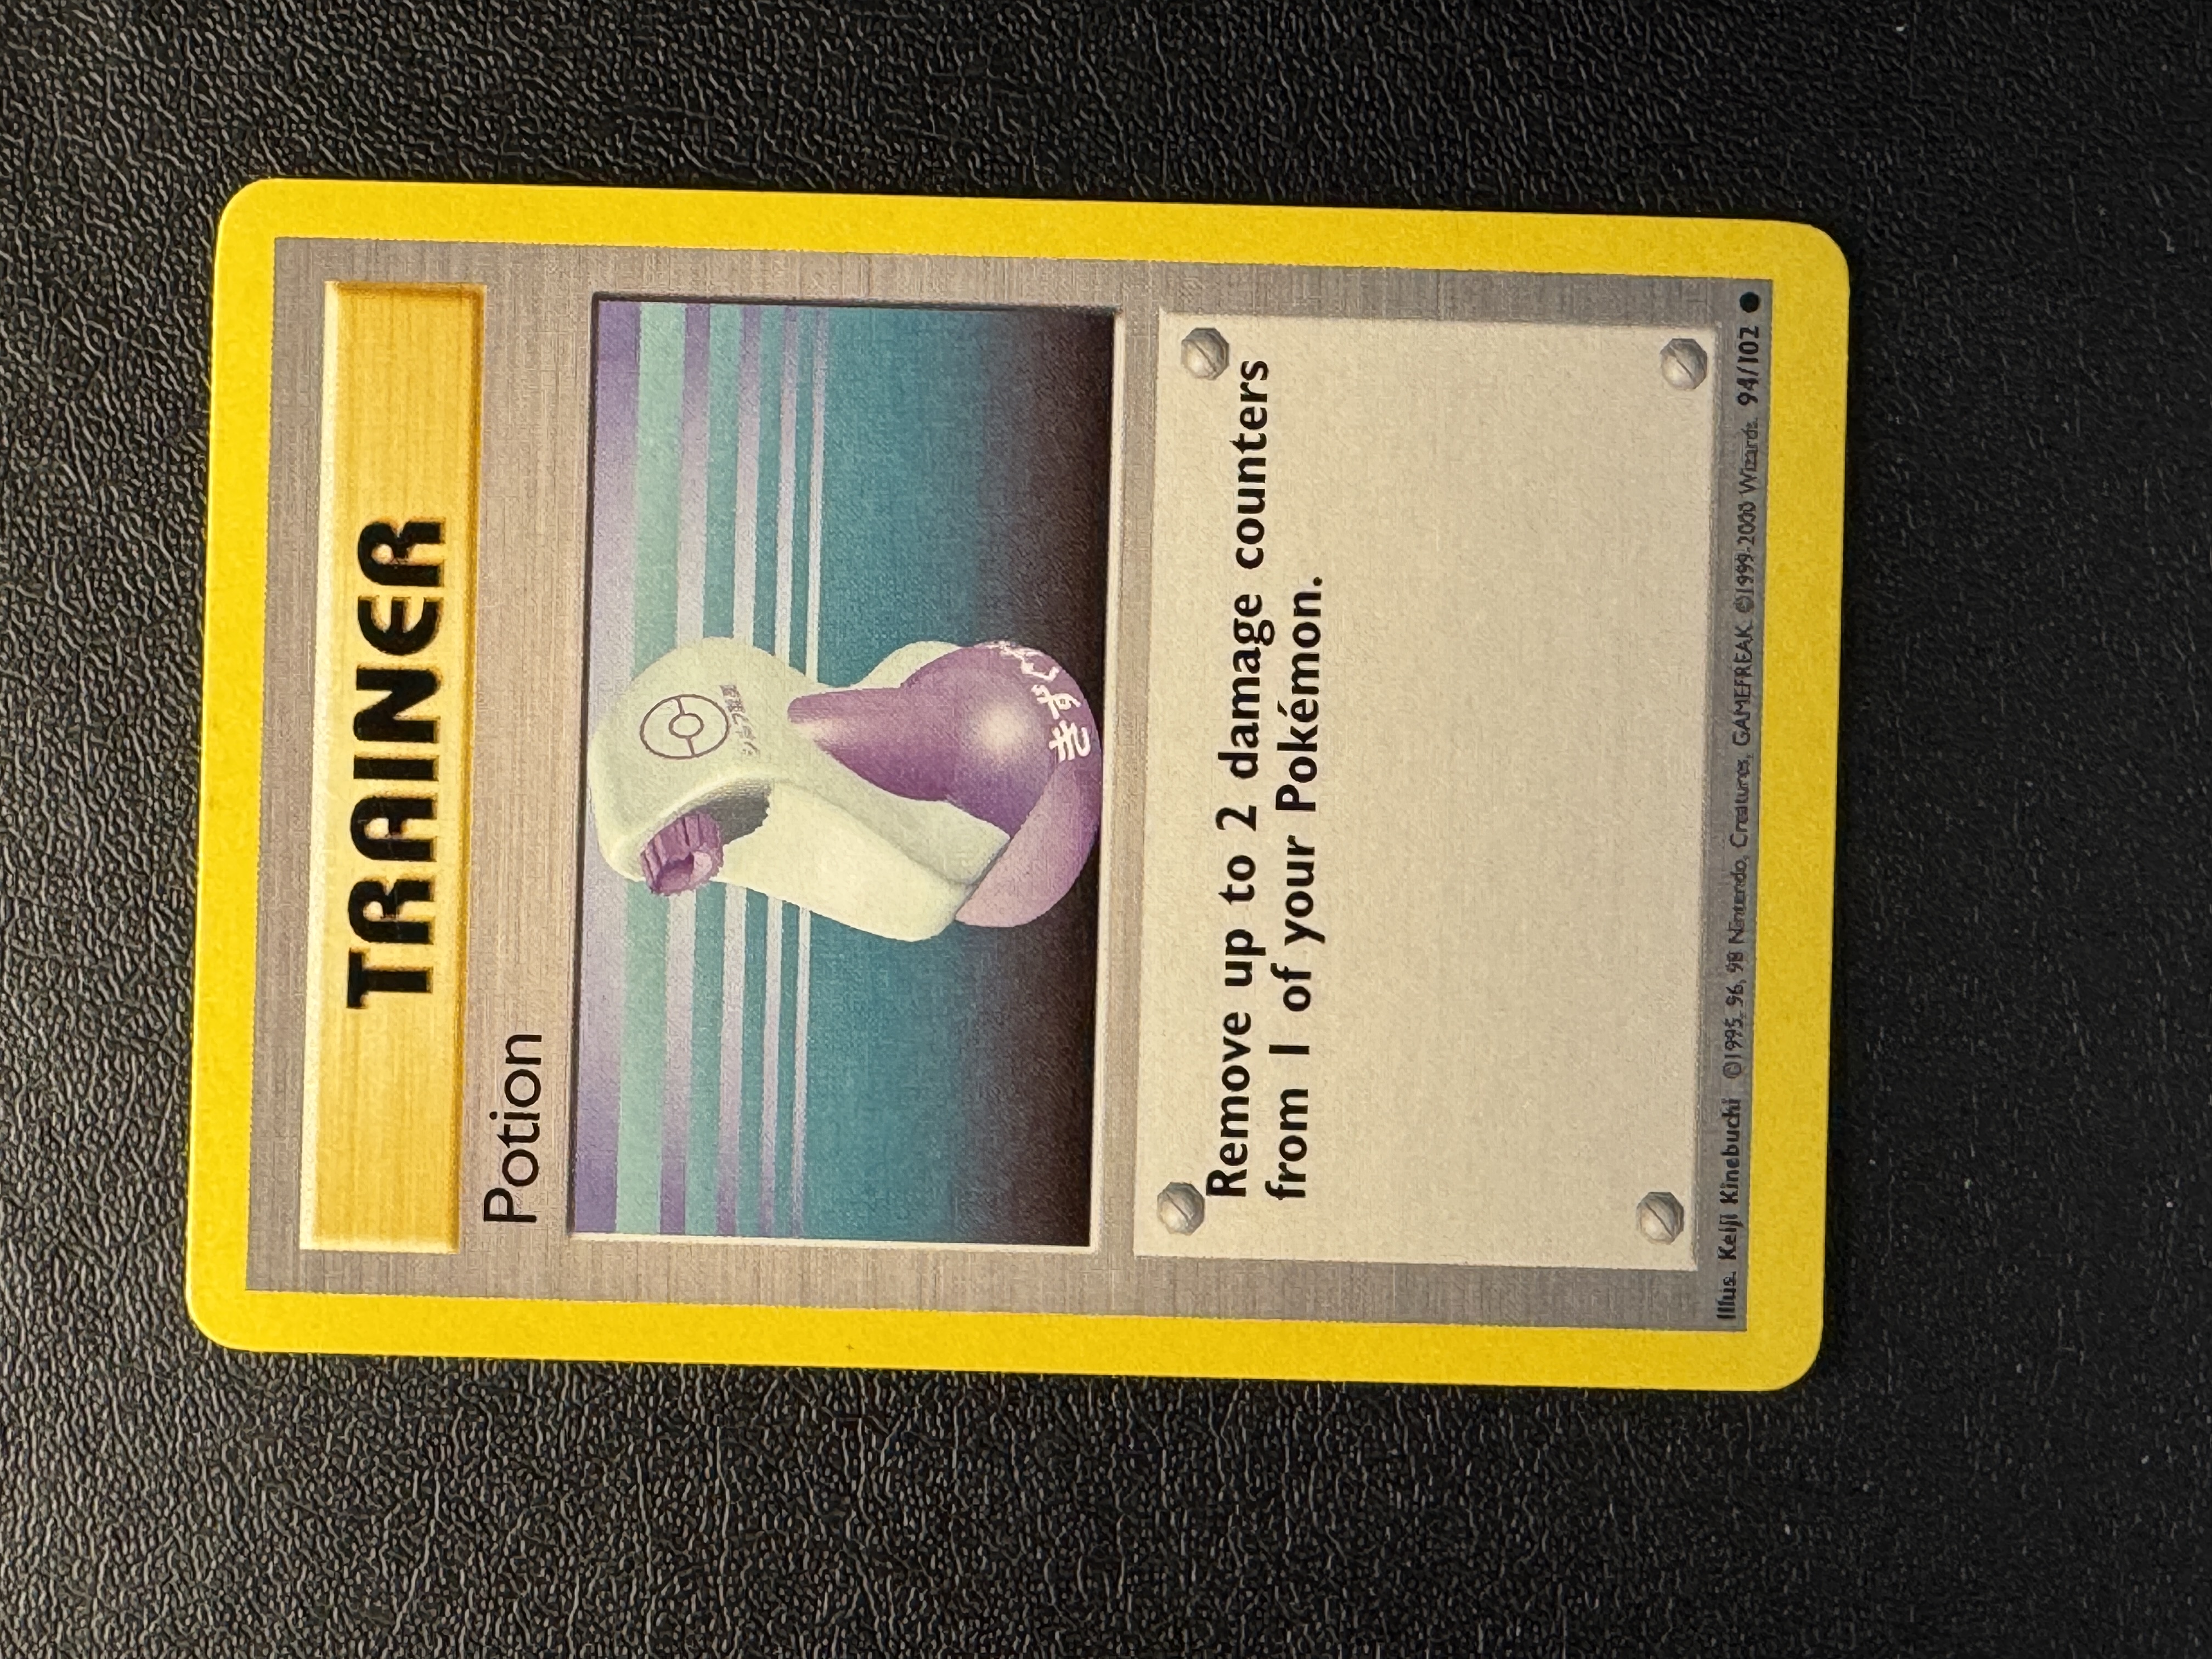 TRAINER
Potion
Remove up to 2 damage counters
from 1 of your Pokémon.
Illus. Keiji Kinebuchi ©1995, 96, 98 Nintendo, Creatures, GAMEFREAK ©1999-2000 Wizards. 94/102 ●